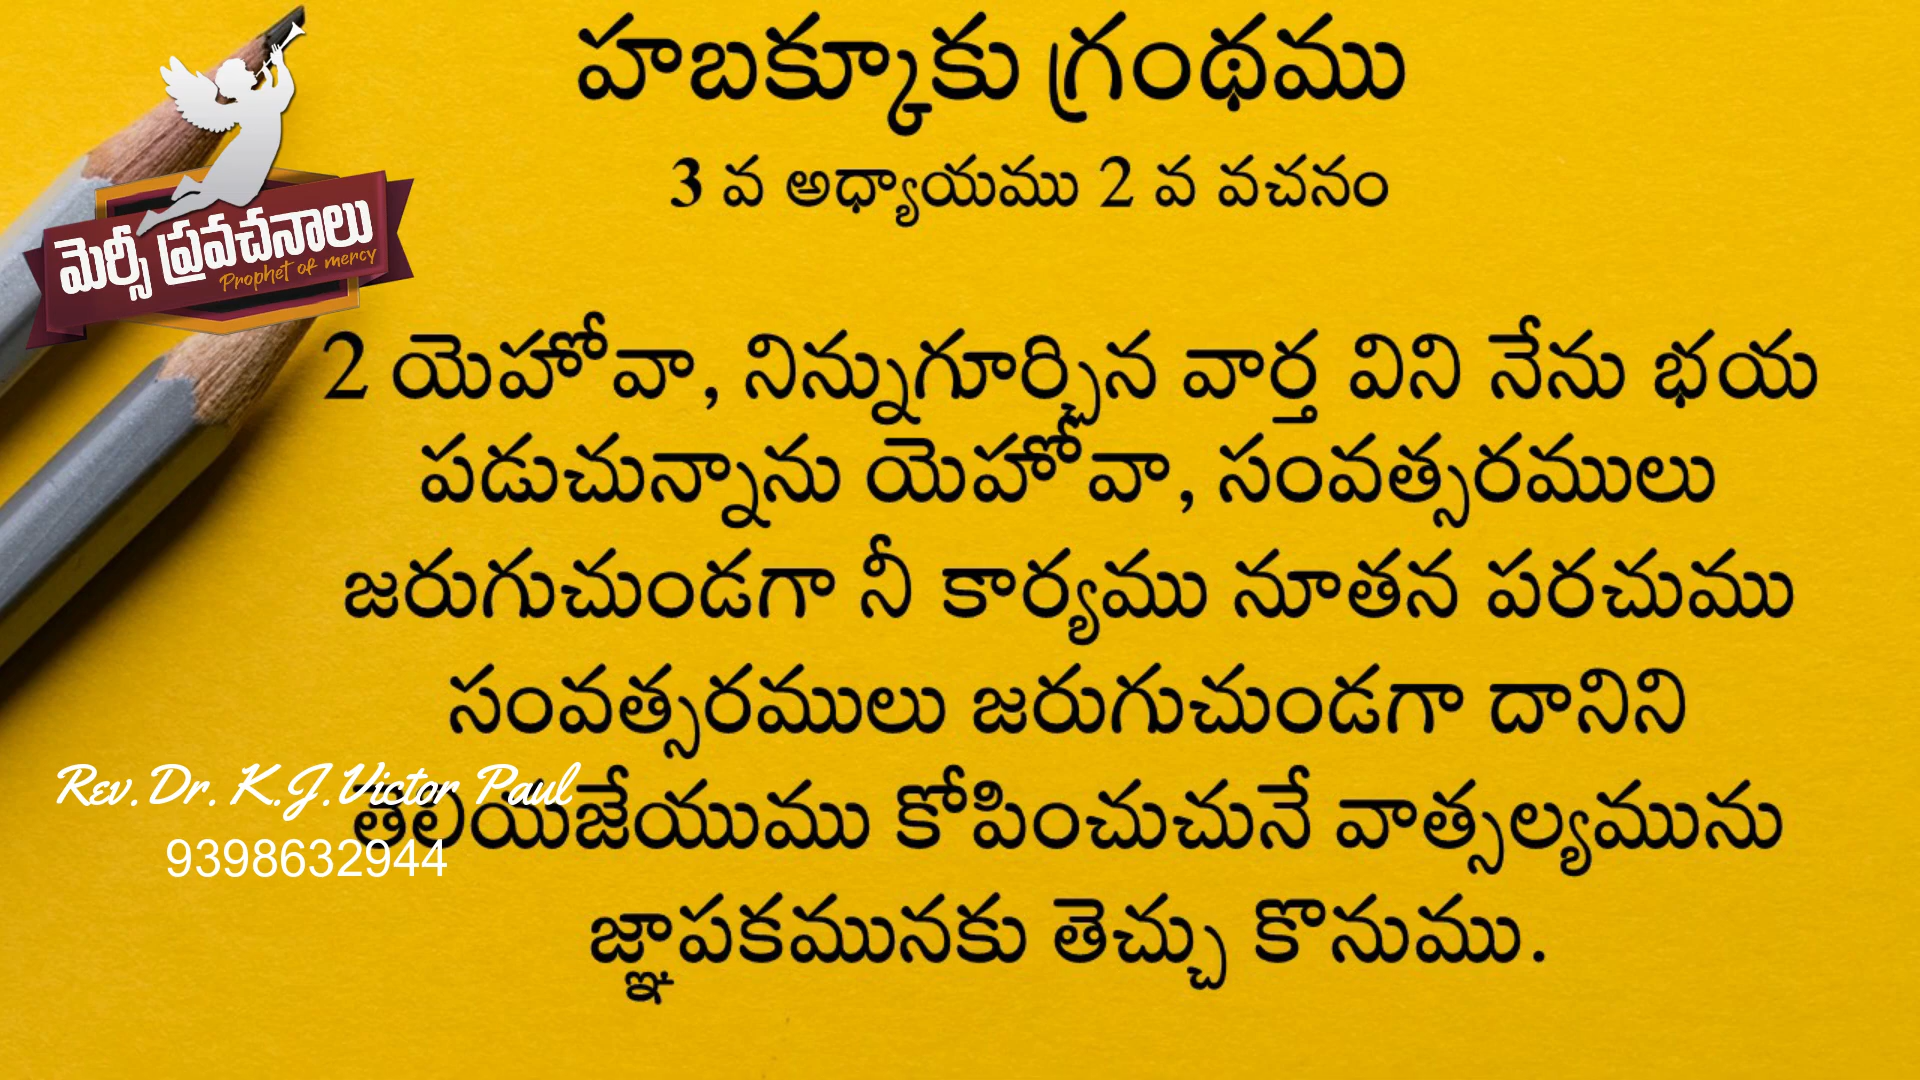 హబక్కూకు గ్రంథము
3 వ అధ్యాయము 2 వ వచనం
మెర్సీ ప్రవచనాలు
Prophet of mercy
2 యెహోవా, నిన్నుగూర్చిన వార్త విని నేను భయ
పడుచున్నాను యెహోవా, సంవత్సరములు
జరుగుచుండగా నీ కార్యము నూతన పరచుము
సంవత్సరములు జరుగుచుండగా దానిని
తెలియజేయుము కోపించుచునే వాత్సల్యమును
జ్ఞాపకమునకు తెచ్చు కొనుము.
Rev. Dr. K.J. Victor Paul
9398632944